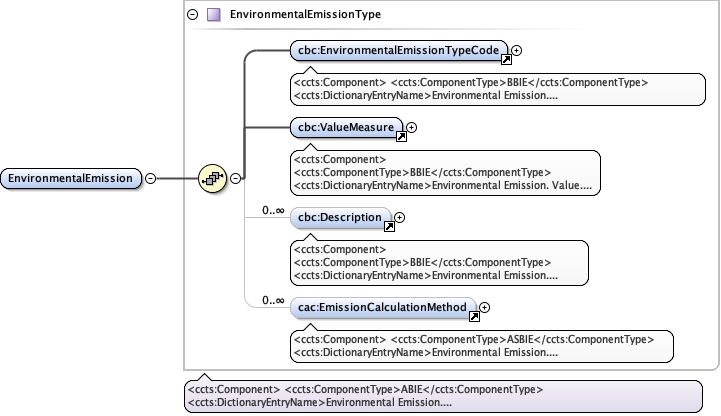 EnvironmentalEmissionType
cbc:EnvironmentalEmissionTypeCode
<ccts:Component> <ccts:ComponentType>BBIE</ccts:ComponentType>
<ccts:DictionaryEntryName>Environmental Emission....
cbc:ValueMeasure
<ccts:Component>
<ccts:ComponentType>BBIE</ccts:ComponentType>
<ccts:DictionaryEntryName>Environmental Emission. Value....
EnvironmentalEmission
0..∞
cbc:Description
<ccts:Component>
<ccts:ComponentType>BBIE</ccts:ComponentType>
<ccts:DictionaryEntryName>Environmental Emission....
0..∞
cac:EmissionCalculationMethod
<ccts:Component> <ccts:ComponentType>ASBIE</ccts:ComponentType>
<ccts:DictionaryEntryName>Environmental Emission....
<ccts:Component> <ccts:ComponentType>ABIE</ccts:ComponentType>
<ccts:DictionaryEntryName>Environmental Emission....